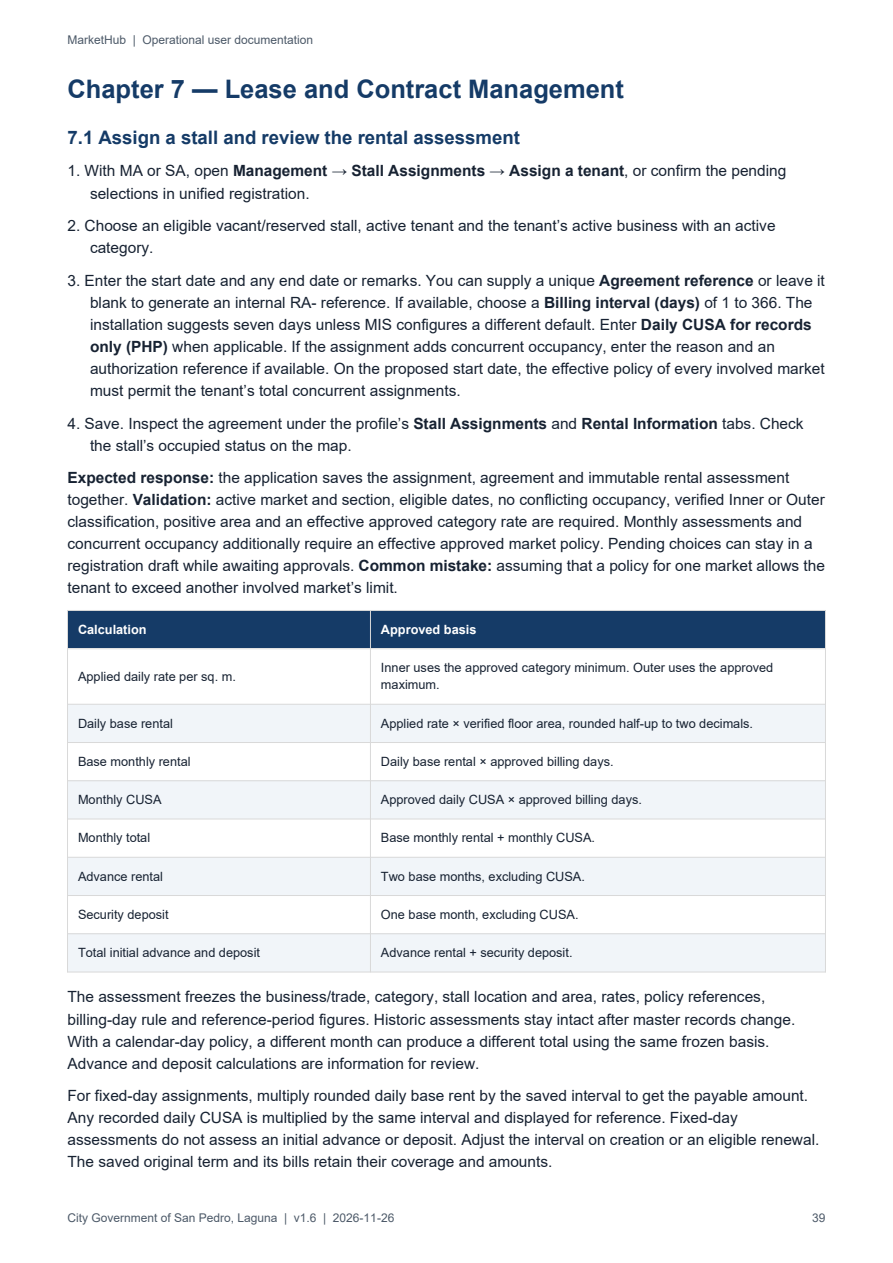 MarketHub | Operational user documentation
Chapter 7 — Lease and Contract Management
7.1 Assign a stall and review the rental assessment
1. With MA or SA, open Management → Stall Assignments → Assign a tenant, or confirm the pending
selections in unified registration.
2. Choose an eligible vacant/reserved stall, active tenant and the tenant’s active business with an active
category.
3. Enter the start date and any end date or remarks. You can supply a unique Agreement reference or leave it
blank to generate an internal RA- reference. If available, choose a Billing interval (days) of 1 to 366. The
installation suggests seven days unless MIS configures a different default. Enter Daily CUSA for records
only (PHP) when applicable. If the assignment adds concurrent occupancy, enter the reason and an
authorization reference if available. On the proposed start date, the effective policy of every involved market
must permit the tenant’s total concurrent assignments.
4. Save. Inspect the agreement under the profile’s Stall Assignments and Rental Information tabs. Check
the stall’s occupied status on the map.
Expected response: the application saves the assignment, agreement and immutable rental assessment
together. Validation: active market and section, eligible dates, no conflicting occupancy, verified Inner or Outer
classification, positive area and an effective approved category rate are required. Monthly assessments and
concurrent occupancy additionally require an effective approved market policy. Pending choices can stay in a
registration draft while awaiting approvals. Common mistake: assuming that a policy for one market allows the
tenant to exceed another involved market’s limit.
Calculation Approved basis
Applied daily rate per sq. m. Inner uses the approved category minimum. Outer uses the approved
maximum.
Daily base rental Applied rate × verified floor area, rounded half-up to two decimals.
Base monthly rental Daily base rental × approved billing days.
Monthly CUSA Approved daily CUSA × approved billing days.
Monthly total Base monthly rental + monthly CUSA.
Advance rental Two base months, excluding CUSA.
Security deposit One base month, excluding CUSA.
Total initial advance and deposit Advance rental + security deposit.
The assessment freezes the business/trade, category, stall location and area, rates, policy references,
billing-day rule and reference-period figures. Historic assessments stay intact after master records change.
With a calendar-day policy, a different month can produce a different total using the same frozen basis.
Advance and deposit calculations are information for review.
For fixed-day assignments, multiply rounded daily base rent by the saved interval to get the payable amount.
Any recorded daily CUSA is multiplied by the same interval and displayed for reference. Fixed-day
assessments do not assess an initial advance or deposit. Adjust the interval on creation or an eligible renewal.
The saved original term and its bills retain their coverage and amounts.
City Government of San Pedro, Laguna | v1.6 | 2026-11-26 39